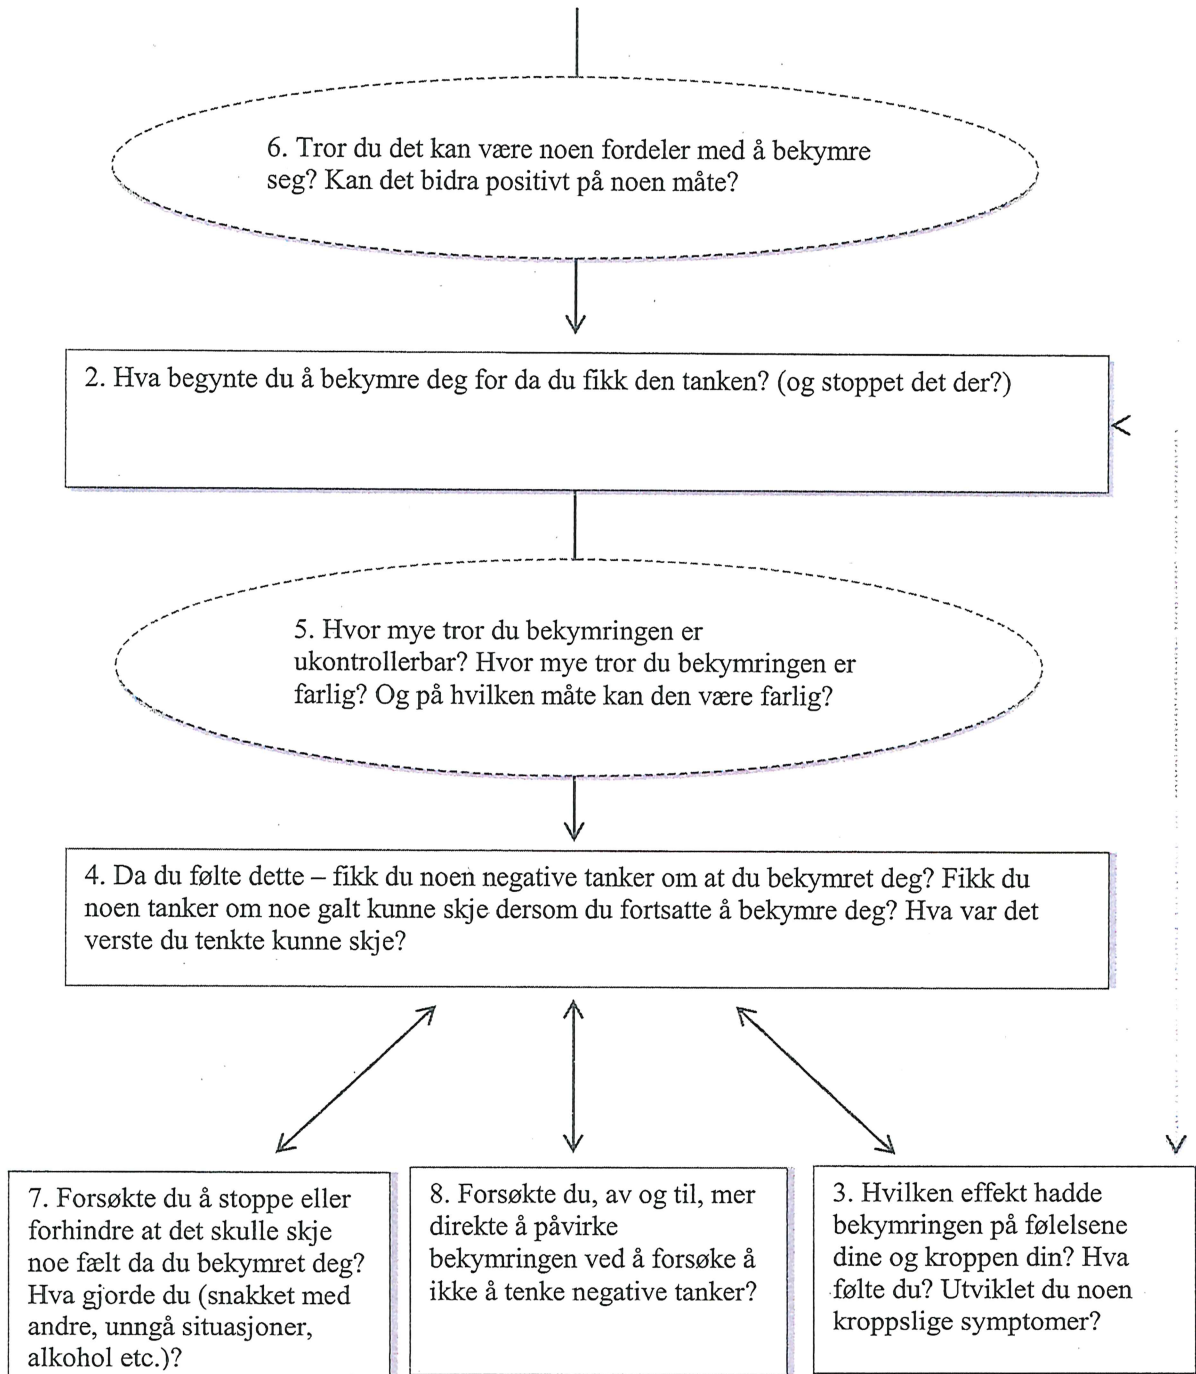 6. Tror du det kan være noen fordeler med å bekymre
seg? Kan det bidra positivt på noen måte?
2. Hva begynte du å bekymre deg for da du fikk den tanken? (og stoppet det der?)
5. Hvor mye tror du bekymringen er
ukontrollerbar? Hvor mye tror du bekymringen er
farlig? Og på hvilken måte kan den være farlig?
4. Da du følte dette – fikk du noen negative tanker om at du bekymret deg? Fikk du
noen tanker om noe galt kunne skje dersom du fortsatte å bekymre deg? Hva var det
verste du tenkte kunne skje?
7. Forsøkte du å stoppe eller
forhindre at det skulle skje
noe fælt da du bekymret deg?
Hva gjorde du (snakket med
andre, unngå situasjoner,
alkohol etc.)?
8. Forsøkte du, av og til, mer
direkte å påvirke
bekymringen ved å forsøke å
ikke å tenke negative tanker?
3. Hvilken effekt hadde
bekymringen på følelsene
dine og kroppen din? Hva
følte du? Utviklet du noen
kroppslige symptomer?